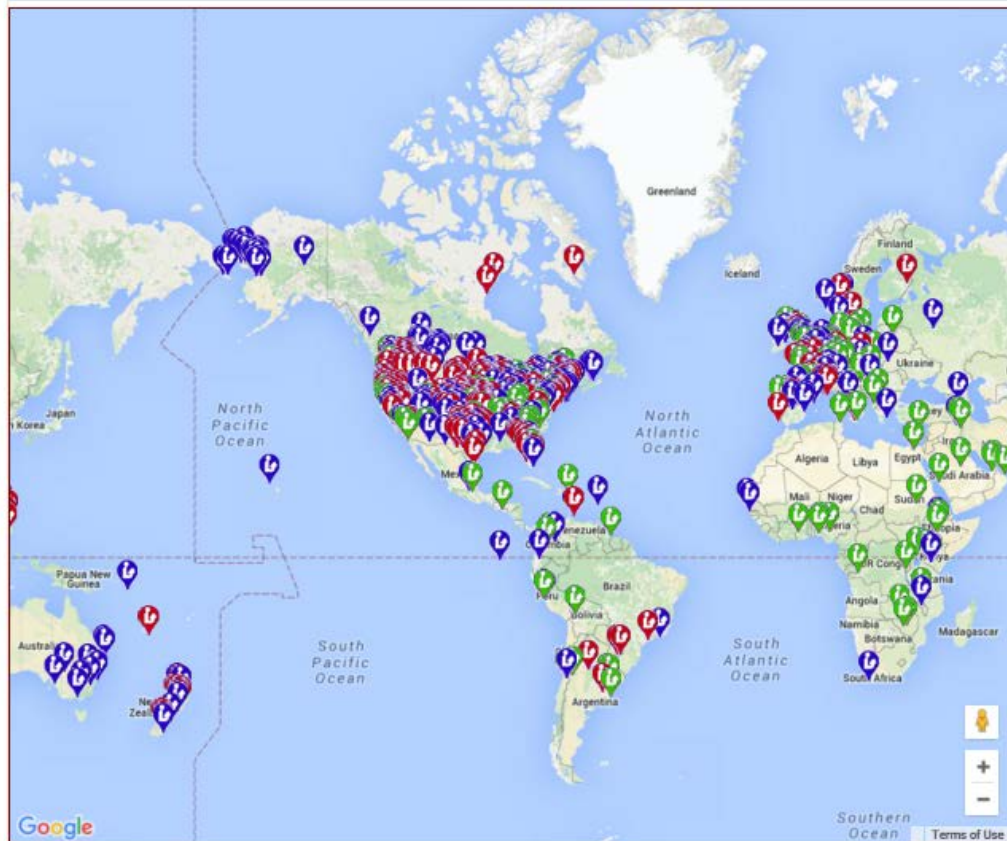 Greenland
Finland
Sweden
Iceland
Ukraine
Japan
North
Pacific
Ocean
North
Atlantic
Ocean
Algeria
Libya
Egypt
Saudi Arabia
Mali
Niger
Chad
Sudan
Venezuela
Papua New
Guinea
Brazil
Peru
Bolivia
Angola
Namibia
Botswana
Madagascar
South
Pacific
Ocean
South
Atlantic
Ocean
South Africa
Argentina
Google
Southern
Ocean
Terms of Use